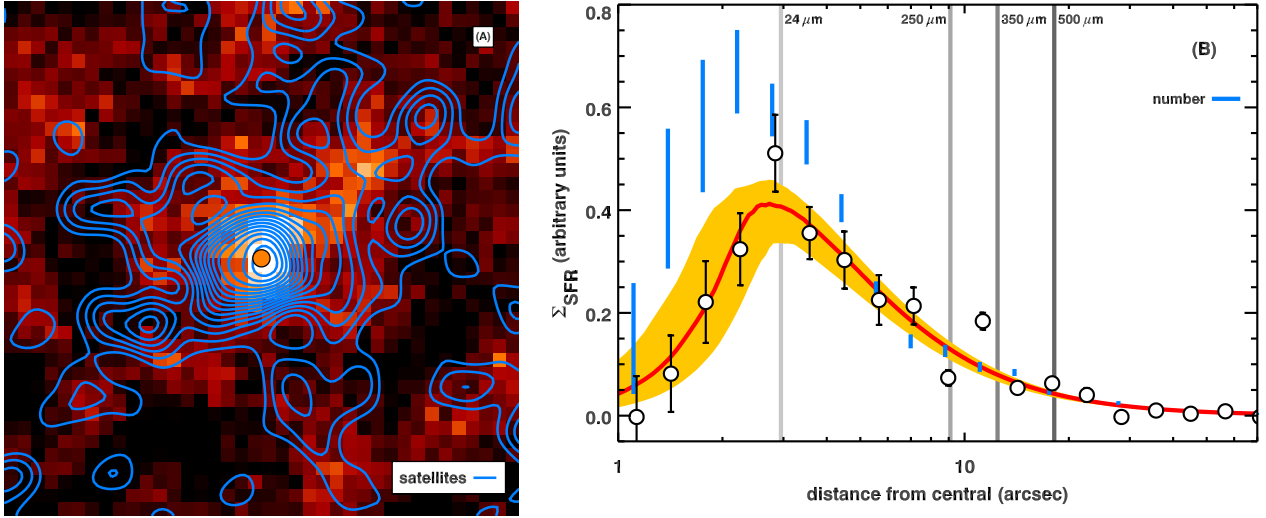 (A)
satellites
0.8
0.6
0.4
0.2
0.0
Σ_SFR (arbitrary units)
24 μm
250 μm
350 μm
500 μm
(B)
number
1
10
distance from central (arcsec)